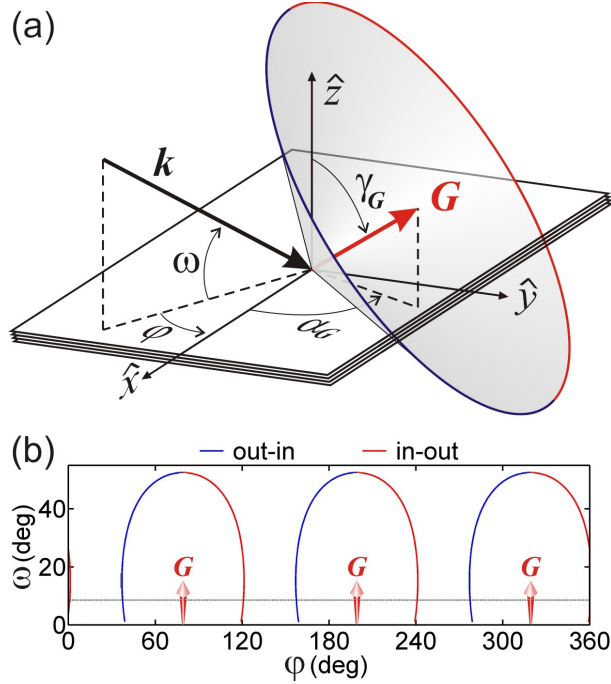 (a)
ẑ
k
γG
G
ω
ŷ
αG
φ
x̂
(b)
out-in
in-out
ω (deg)
40
20
0
G
G
G
0
60
120
180
240
300
360
φ (deg)